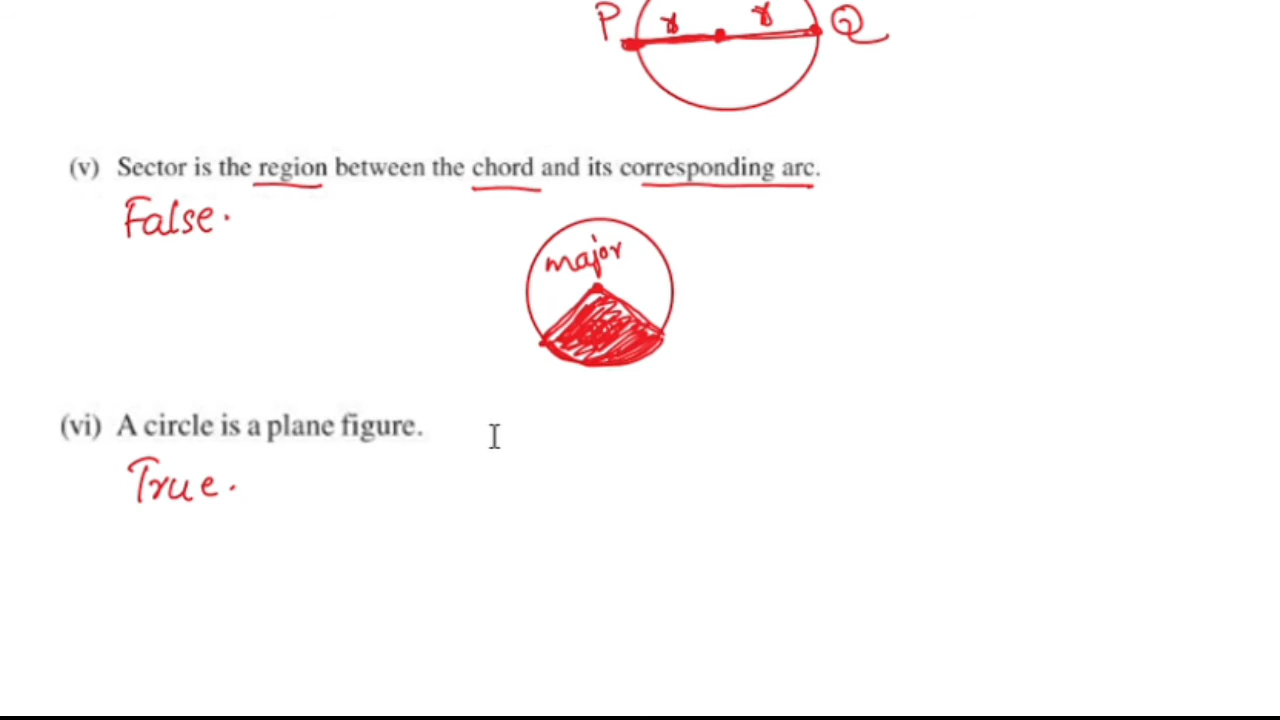 P r r Q
(v) Sector is the region between the chord and its corresponding arc.
False.
major
(vi) A circle is a plane figure.
True.